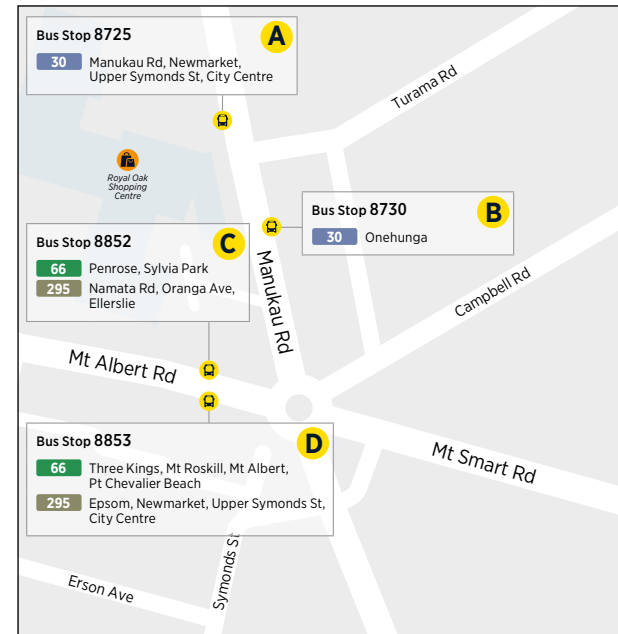 Bus Stop 8725
A
30 Manukau Rd, Newmarket,
Upper Symonds St, City Centre
Turama Rd
Royal Oak
Shopping
Centre
Bus Stop 8730
B
30 Onehunga
Bus Stop 8852
C
66 Penrose, Sylvia Park
295 Namata Rd, Oranga Ave,
Ellerslie
Manukau Rd
Campbell Rd
Mt Albert Rd
Mt Smart Rd
Bus Stop 8853
D
66 Three Kings, Mt Roskill, Mt Albert,
Pt Chevalier Beach
295 Epsom, Newmarket, Upper Symonds St,
City Centre
Symonds St
Erson Ave